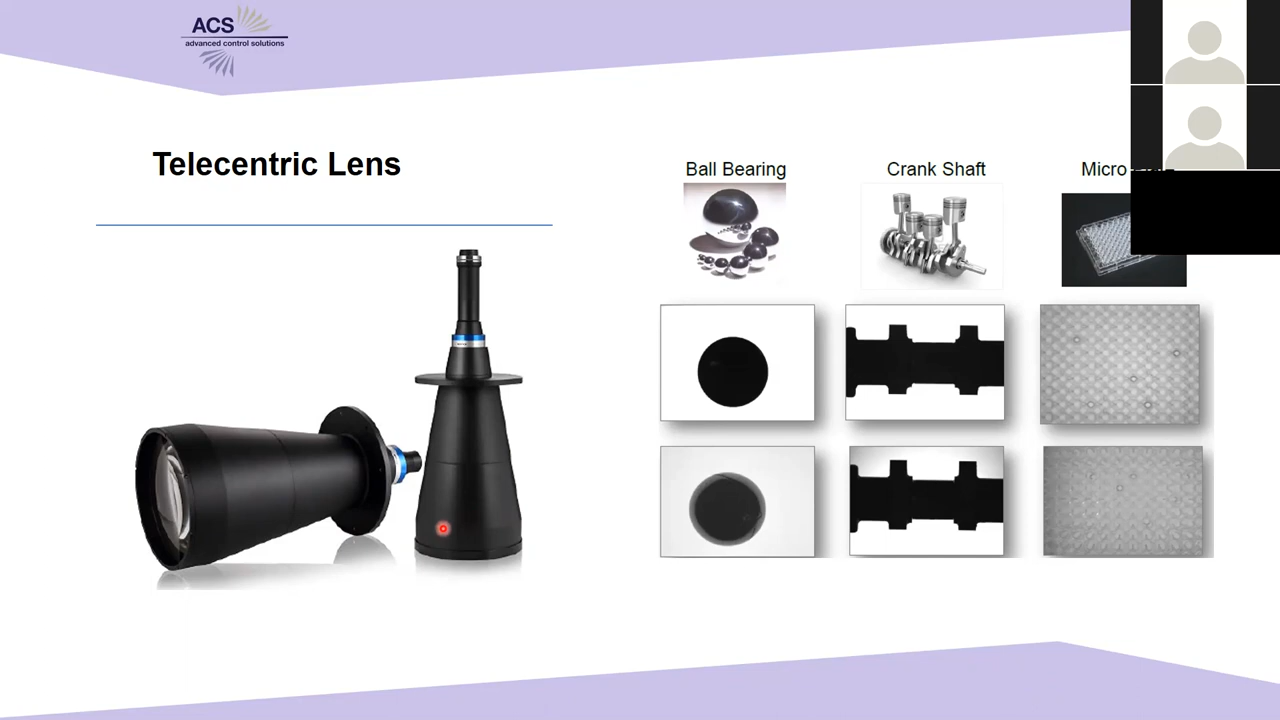 ACS
advanced control solutions
Telecentric Lens
Ball Bearing
Crank Shaft
Micro